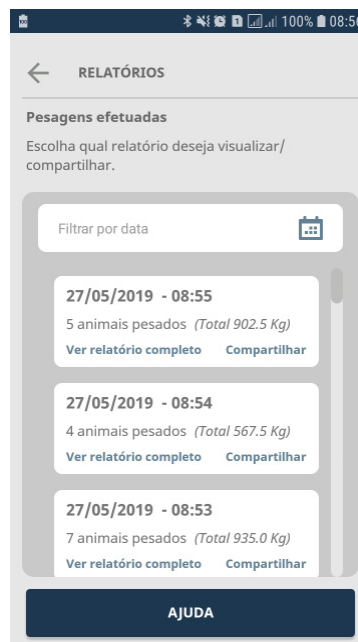 100% 08:56
RELATÓRIOS
Pesagens efetuadas
Escolha qual relatório deseja visualizar/
compartilhar.
Filtrar por data
27/05/2019 - 08:55
5 animais pesados (Total 902.5 Kg)
Ver relatório completo Compartilhar
27/05/2019 - 08:54
4 animais pesados (Total 567.5 Kg)
Ver relatório completo Compartilhar
27/05/2019 - 08:53
7 animais pesados (Total 935.0 Kg)
Ver relatório completo Compartilhar
AJUDA